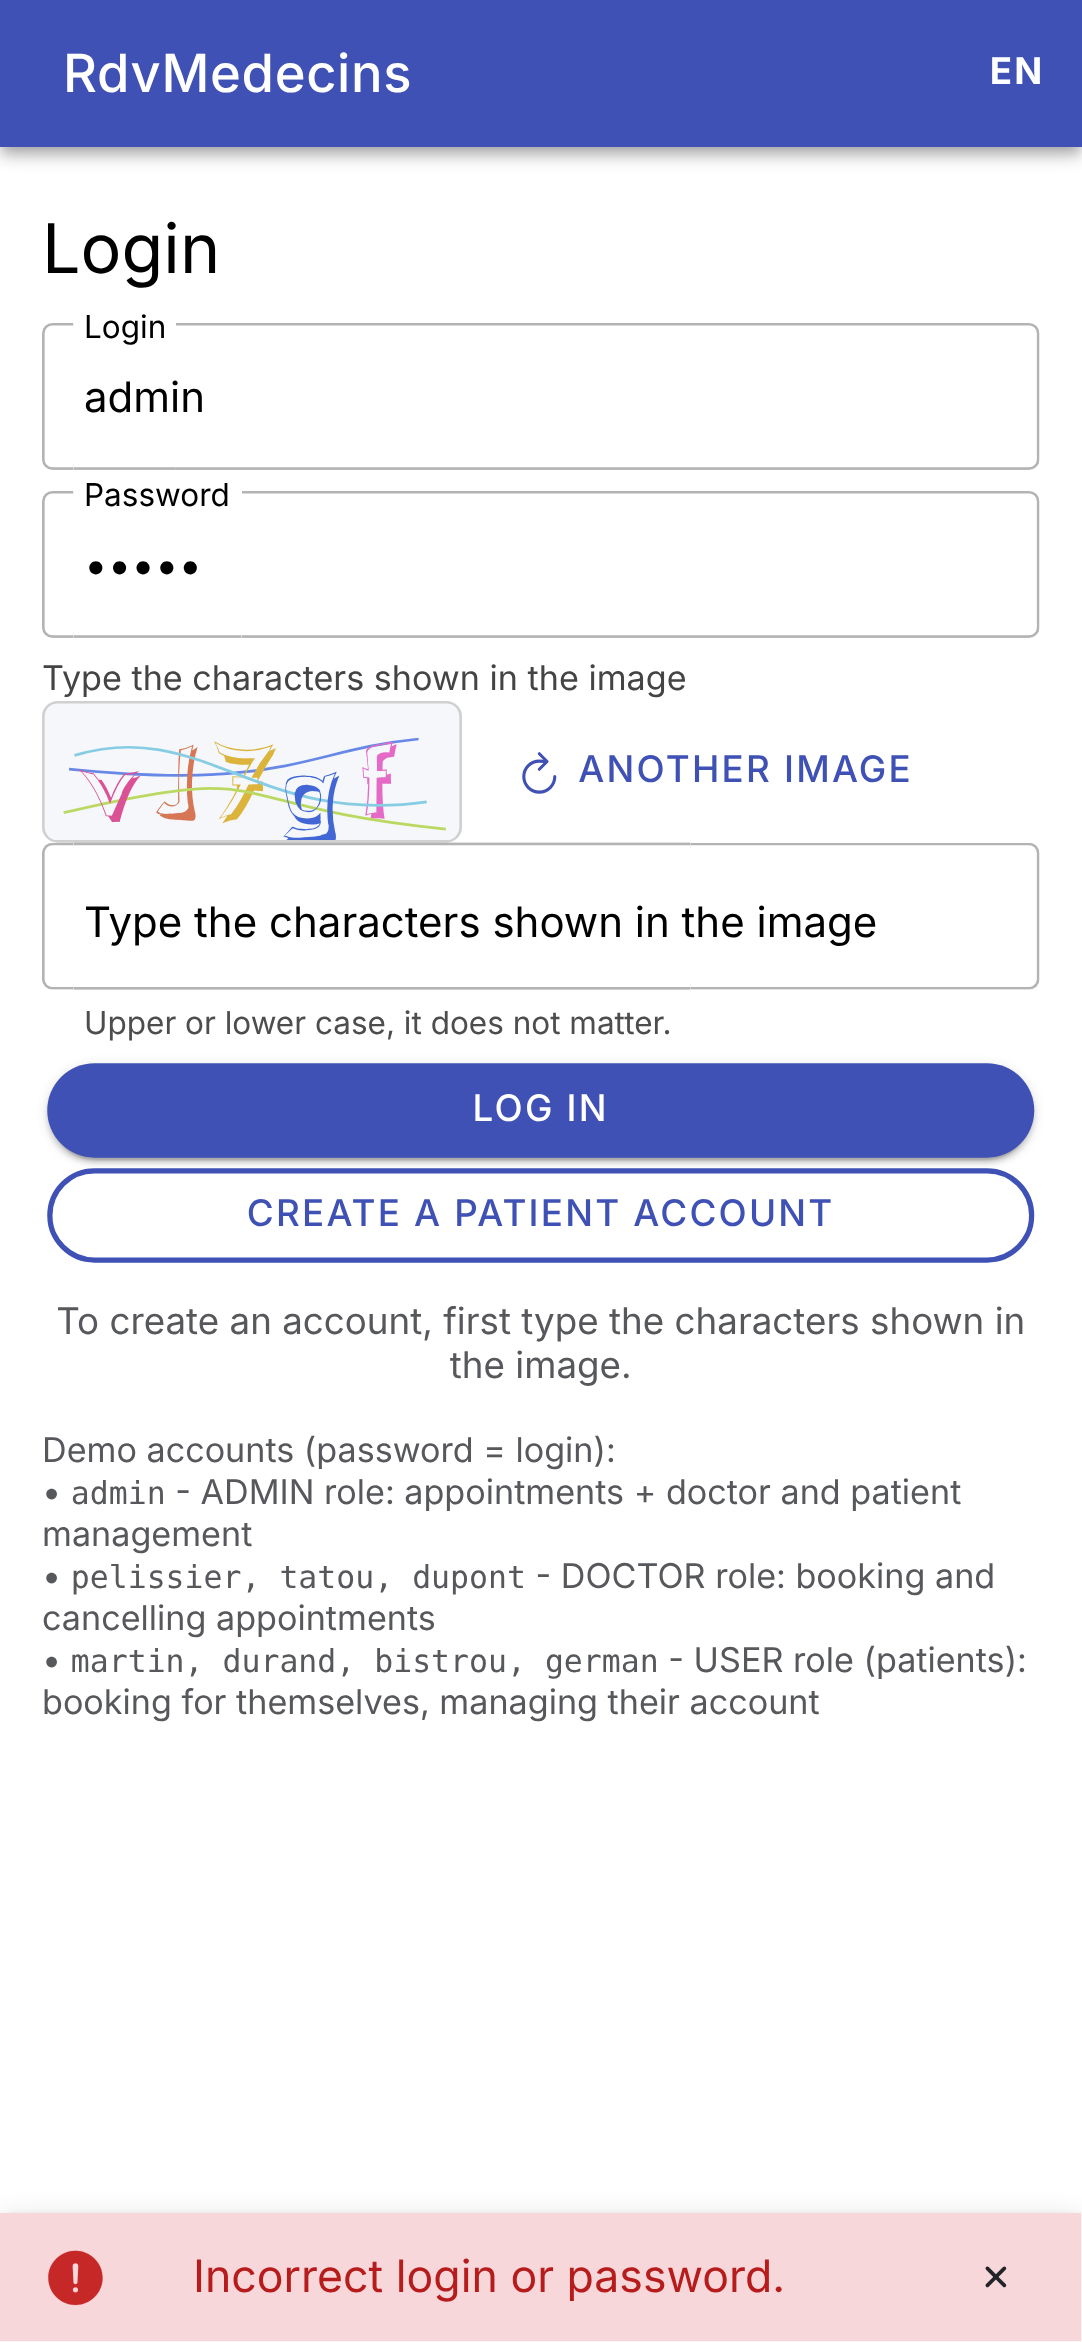 RdvMedecins
EN
Login
Login
admin
Password
•••••
Type the characters shown in the image
ANOTHER IMAGE
Type the characters shown in the image
Upper or lower case, it does not matter.
LOG IN
CREATE A PATIENT ACCOUNT
To create an account, first type the characters shown in
the image.
Demo accounts (password = login):
• admin - ADMIN role: appointments + doctor and patient
management
• pelissier, tatou, dupont - DOCTOR role: booking and
cancelling appointments
• martin, durand, bistrou, german - USER role (patients):
booking for themselves, managing their account
Incorrect login or password.